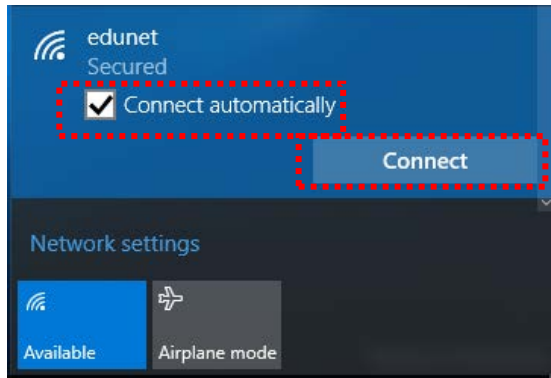 edunet
Secured
Connect automatically
Connect
Network settings
Available
Airplane mode